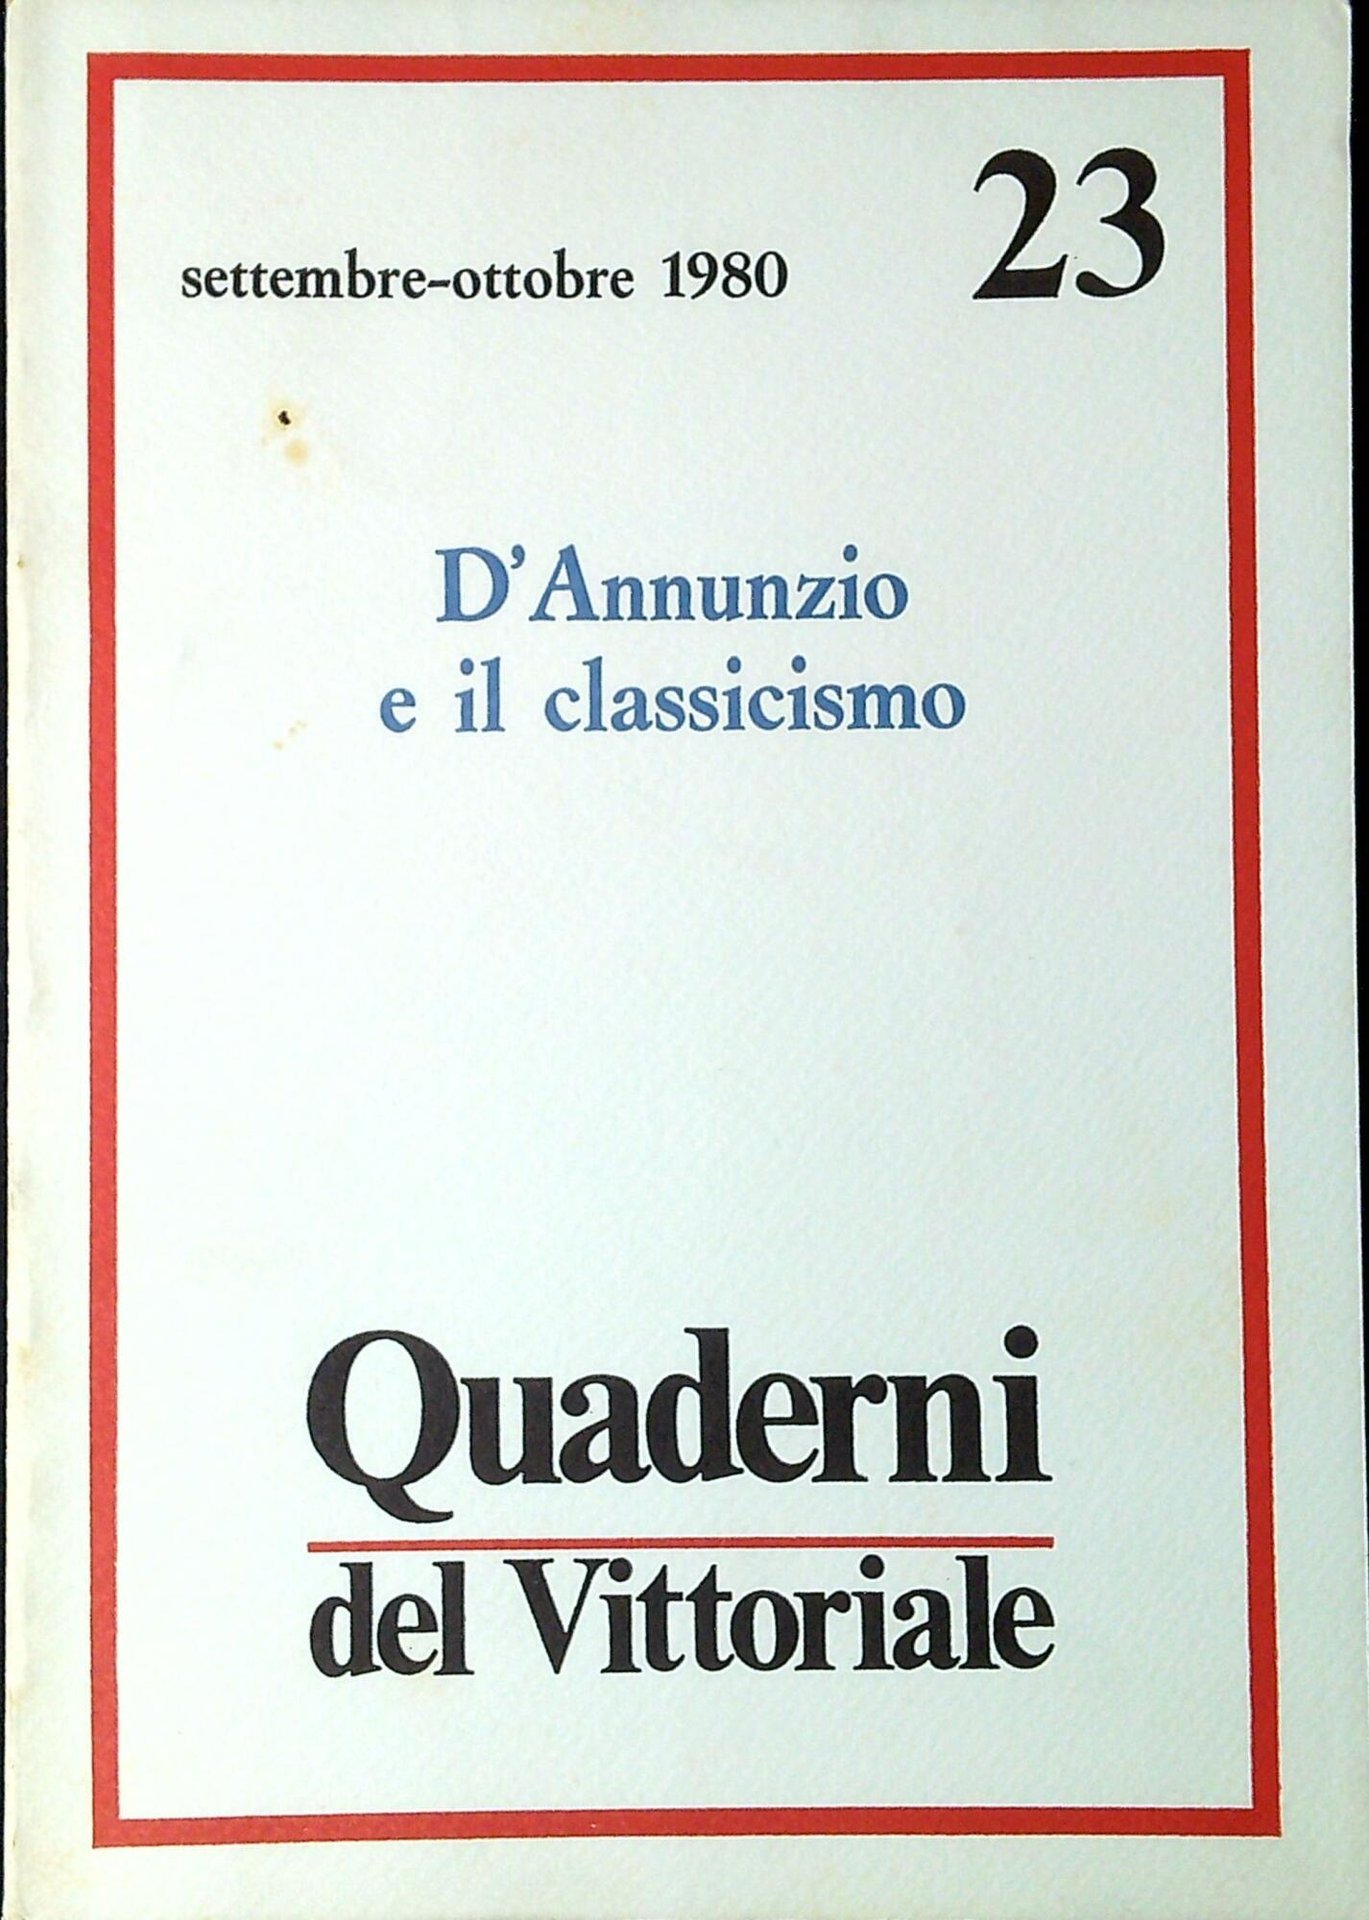 23
settembre-ottobre 1980
D'Annunzio
e il classicismo
Quaderni
del Vittoriale